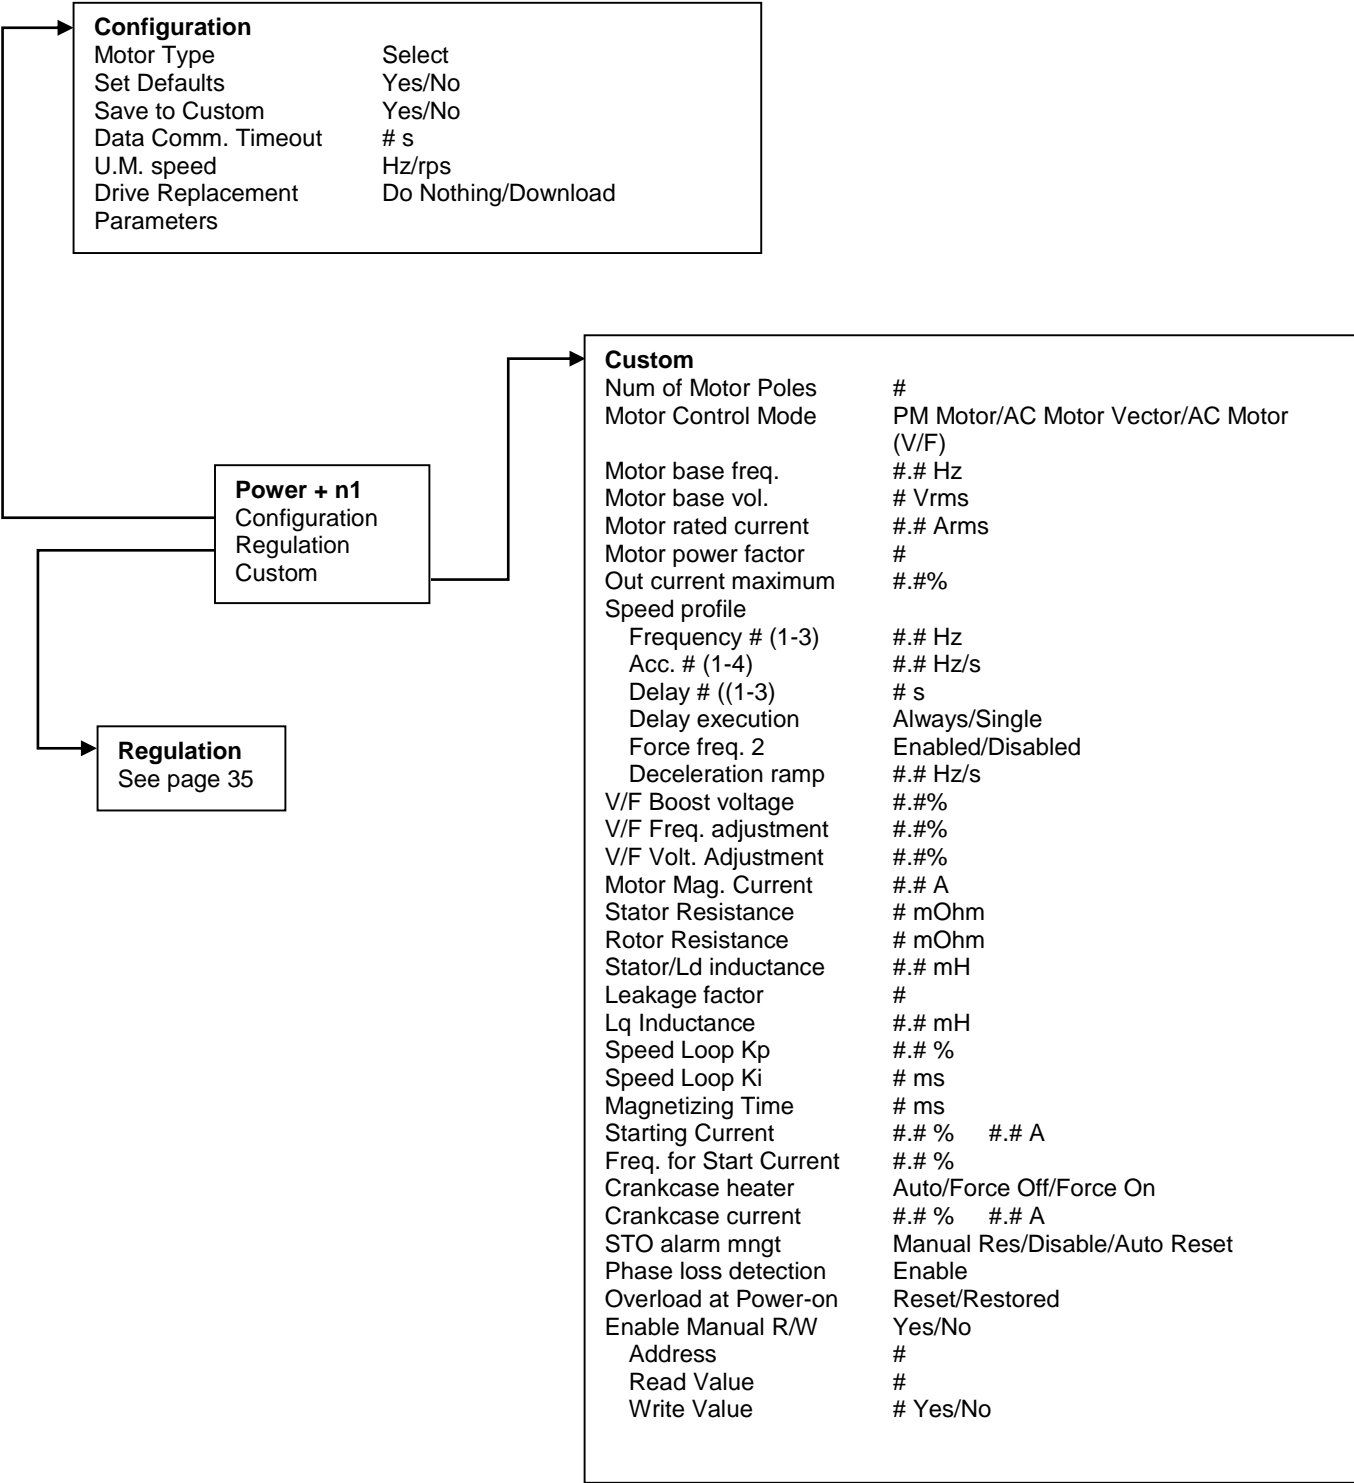 Configuration
Motor Type Select
Set Defaults Yes/No
Save to Custom Yes/No
Data Comm. Timeout # s
U.M. speed Hz/rps
Drive Replacement Do Nothing/Download
Parameters
Power + n1
Configuration
Regulation
Custom
Regulation
See page 35
Custom
Num of Motor Poles #
Motor Control Mode PM Motor/AC Motor Vector/AC Motor
(V/F)
Motor base freq. #.# Hz
Motor base vol. # Vrms
Motor rated current #.# Arms
Motor power factor #
Out current maximum #.#%
Speed profile
Frequency # (1-3) #.# Hz
Acc. # (1-4) #.# Hz/s
Delay # ((1-3) # s
Delay execution Always/Single
Force freq. 2 Enabled/Disabled
Deceleration ramp #.# Hz/s
V/F Boost voltage #.#%
V/F Freq. adjustment #.#%
V/F Volt. Adjustment #.#%
Motor Mag. Current #.# A
Stator Resistance # mOhm
Rotor Resistance # mOhm
Stator/Ld inductance #.# mH
Leakage factor #
Lq Inductance #.# mH
Speed Loop Kp #.# %
Speed Loop Ki # ms
Magnetizing Time # ms
Starting Current #.# % #.# A
Freq. for Start Current #.# %
Crankcase heater Auto/Force Off/Force On
Crankcase current #.# % #.# A
STO alarm mngt Manual Res/Disable/Auto Reset
Phase loss detection Enable
Overload at Power-on Reset/Restored
Enable Manual R/W Yes/No
Address #
Read Value #
Write Value # Yes/No